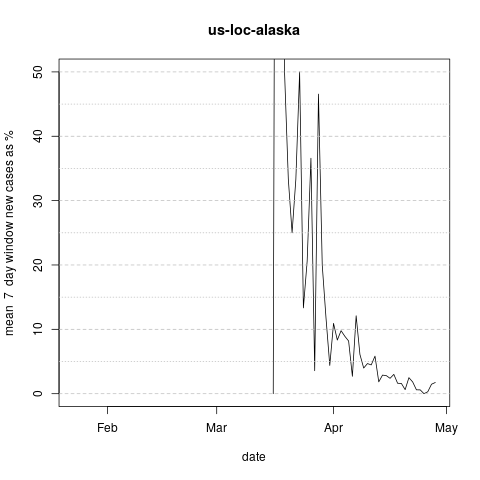 us-loc-alaska
mean 7 day window new cases as %
50
40
30
20
10
0
Feb
Mar
Apr
May
date